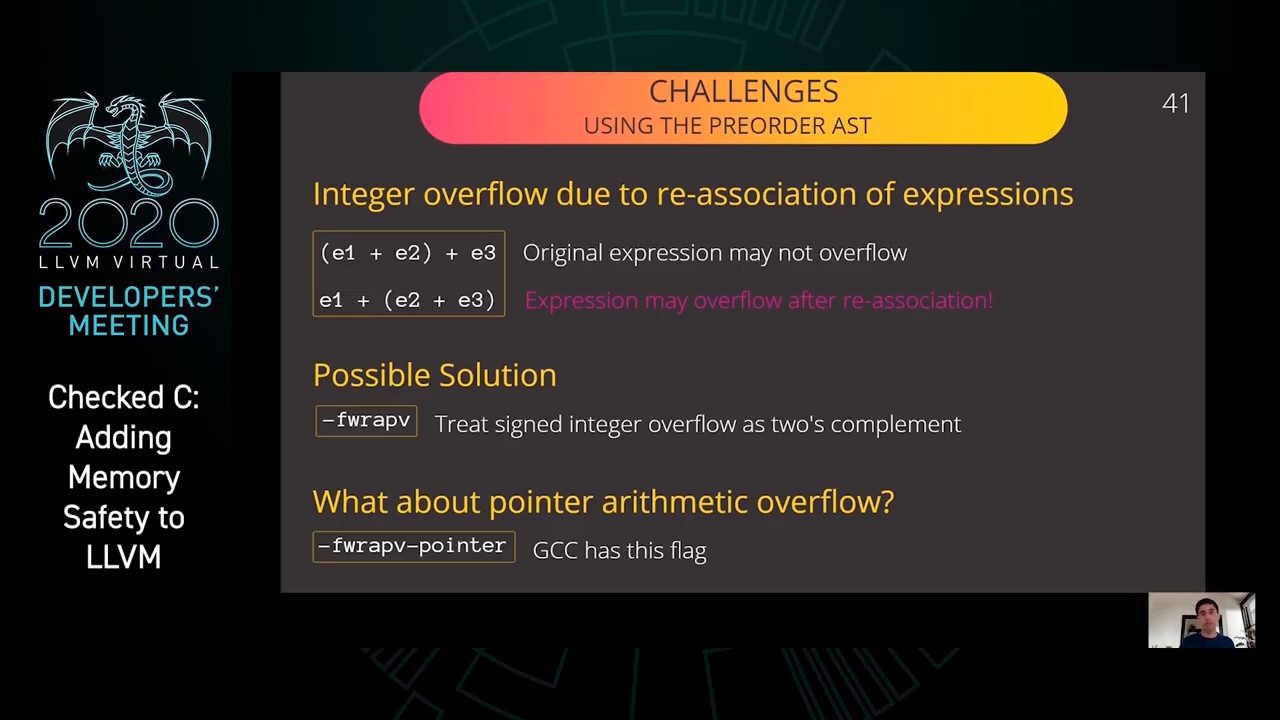 2020
LLVM VIRTUAL
DEVELOPERS'
MEETING
Checked C:
Adding
Memory
Safety to
LLVM
CHALLENGES
USING THE PREORDER AST
41
Integer overflow due to re-association of expressions
(e1 + e2) + e3 Original expression may not overflow
e1 + (e2 + e3) Expression may overflow after re-association!
Possible Solution
-fwrapv Treat signed integer overflow as two's complement
What about pointer arithmetic overflow?
-fwrapv-pointer GCC has this flag